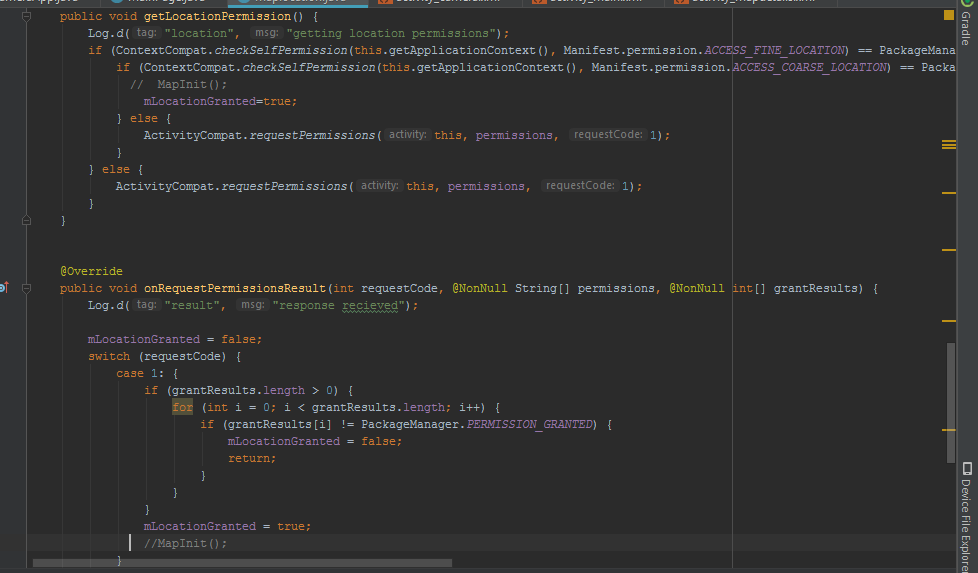 public void getLocationPermission() {
Log.d( tag: "location", msg: "getting location permissions");
if (ContextCompat.checkSelfPermission(this.getApplicationContext(), Manifest.permission.ACCESS_FINE_LOCATION) == PackageMana
if (ContextCompat.checkSelfPermission(this.getApplicationContext(), Manifest.permission.ACCESS_COARSE_LOCATION) == Packa
// MapInit();
mLocationGranted=true;
} else {
ActivityCompat.requestPermissions( activity: this, permissions, requestCode: 1);
}
} else {
ActivityCompat.requestPermissions( activity: this, permissions, requestCode: 1);
}
}
@Override
public void onRequestPermissionsResult(int requestCode, @NonNull String[] permissions, @NonNull int[] grantResults) {
Log.d( tag: "result", msg: "response recieved");
mLocationGranted = false;
switch (requestCode) {
case 1: {
if (grantResults.length > 0) {
for (int i = 0; i < grantResults.length; i++) {
if (grantResults[i] != PackageManager.PERMISSION_GRANTED) {
mLocationGranted = false;
return;
}
}
}
mLocationGranted = true;
//MapInit();
}
Gradle
Device File Explorer